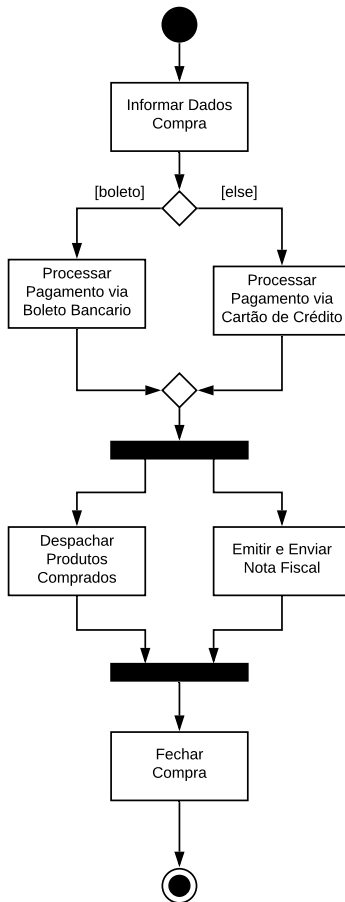 Informar Dados
Compra
[boleto]
[else]
Processar
Pagamento via
Boleto Bancario
Processar
Pagamento via
Cartão de Crédito
Despachar
Produtos
Comprados
Emitir e Enviar
Nota Fiscal
Fechar
Compra